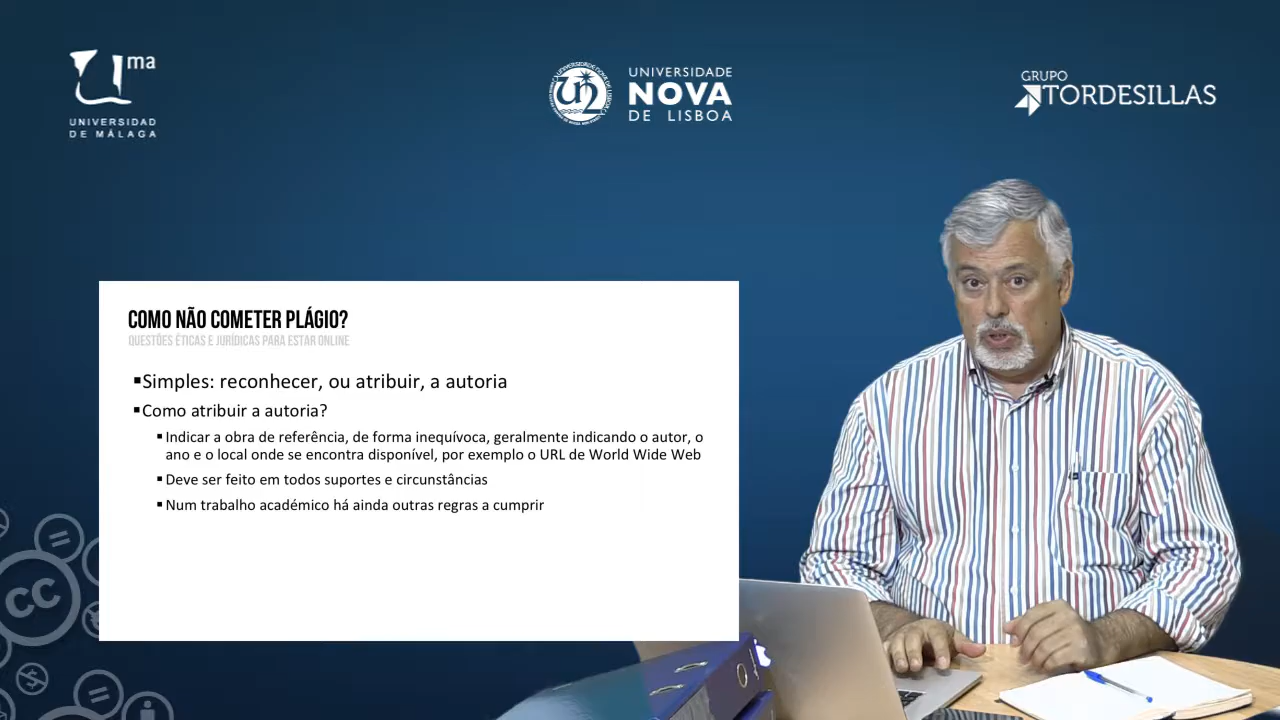 uma
UNIVERSIDAD
DE MÁLAGA
UNIVERSIDADE
NOVA
DE LISBOA
GRUPO
TORDESILLAS
COMO NÃO COMETER PLÁGIO?
QUESTÕES ÉTICAS E JURÍDICAS PARA ESTAR ONLINE
▪Simples: reconhecer, ou atribuir, a autoria
▪Como atribuir a autoria?
▪Indicar a obra de referência, de forma inequívoca, geralmente indicando o autor, o
ano e o local onde se encontra disponível, por exemplo o URL de World Wide Web
▪Deve ser feito em todos suportes e circunstâncias
▪Num trabalho académico há ainda outras regras a cumprir
CC